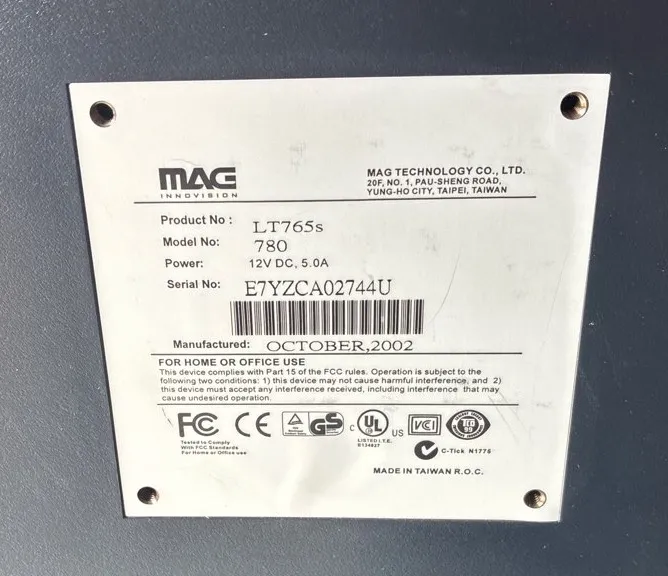 MAG
INNOVISION
MAG TECHNOLOGY CO., LTD.
20F, NO. 1, PAU-SHENG ROAD,
YUNG-HO CITY, TAIPEI, TAIWAN
Product No : LT765s
Model No: 780
Power: 12V DC, 5.0A
Serial No: E7YZCA02744U
Manufactured: OCTOBER,2002
FOR HOME OR OFFICE USE
This device complies with Part 15 of the FCC rules. Operation is subject to the
following two conditions: 1) this device may not cause harmful interference, and 2)
this device must accept any interference received, including interference that may
cause undesired operation.
FC CE GS C UL US VCI TCO 99
Tested to Comply
With FCC Standards
For Home or Office use
LISTED I.T.E.
E134627
C-Tick N1776
MADE IN TAIWAN R.O.C.